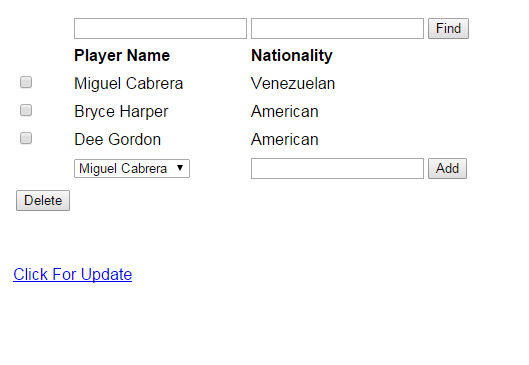 Find
Player Name Nationality
Miguel Cabrera Venezuelan
Bryce Harper American
Dee Gordon American
Miguel Cabrera Add
Delete
Click For Update